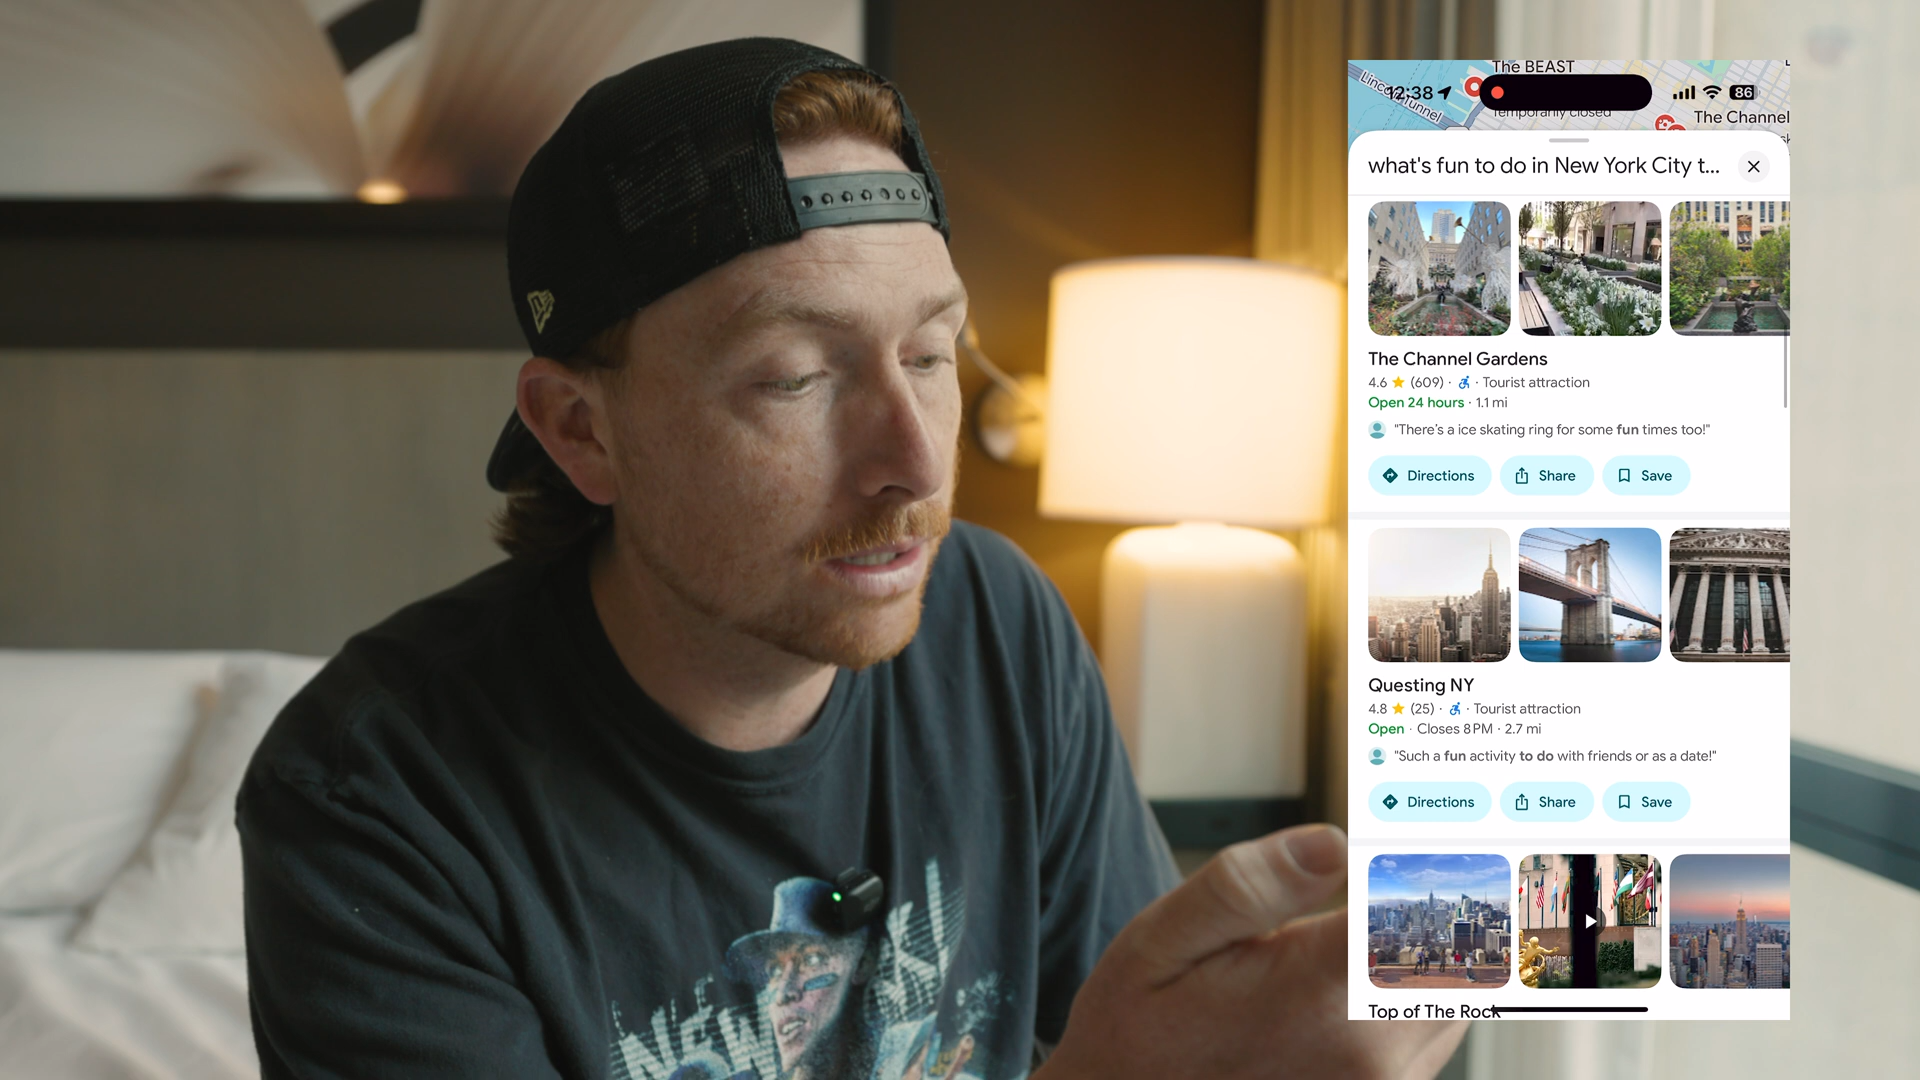 The BEAST
Lincoln Tunnel
12:38
86
Temporarily closed
The Channel
what's fun to do in New York City t...
The Channel Gardens
4.6 (609) · · Tourist attraction
Open 24 hours · 1.1 mi
"There's a ice skating ring for some fun times too!"
Directions
Share
Save
Questing NY
4.8 (25) · · Tourist attraction
Open · Closes 8 PM · 2.7 mi
"Such a fun activity to do with friends or as a date!"
Directions
Share
Save
Top of The Rock
NEW